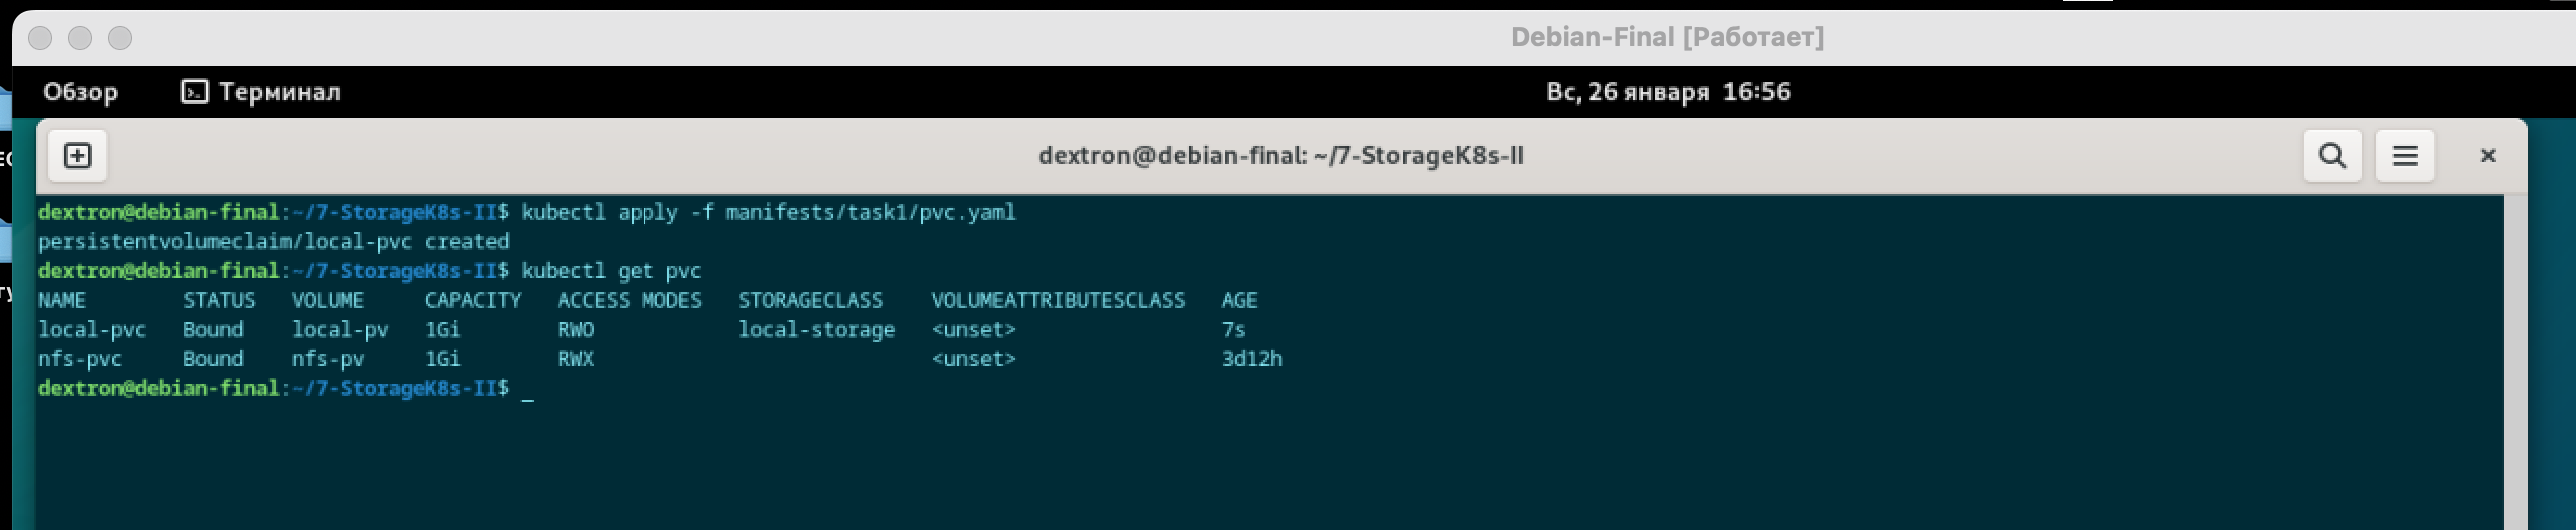 Debian-Final [Работает]
Обзор Терминал Вс, 26 января 16:56
dextron@debian-final: ~/7-StorageK8s-II
dextron@debian-final:~/7-StorageK8s-II$ kubectl apply -f manifests/task1/pvc.yaml
persistentvolumeclaim/local-pvc created
dextron@debian-final:~/7-StorageK8s-II$ kubectl get pvc
NAME STATUS VOLUME CAPACITY ACCESS MODES STORAGECLASS VOLUMEATTRIBUTESCLASS AGE
local-pvc Bound local-pv 1Gi RWO local-storage <unset> 7s
nfs-pvc Bound nfs-pv 1Gi RWX <unset> 3d12h
dextron@debian-final:~/7-StorageK8s-II$ _